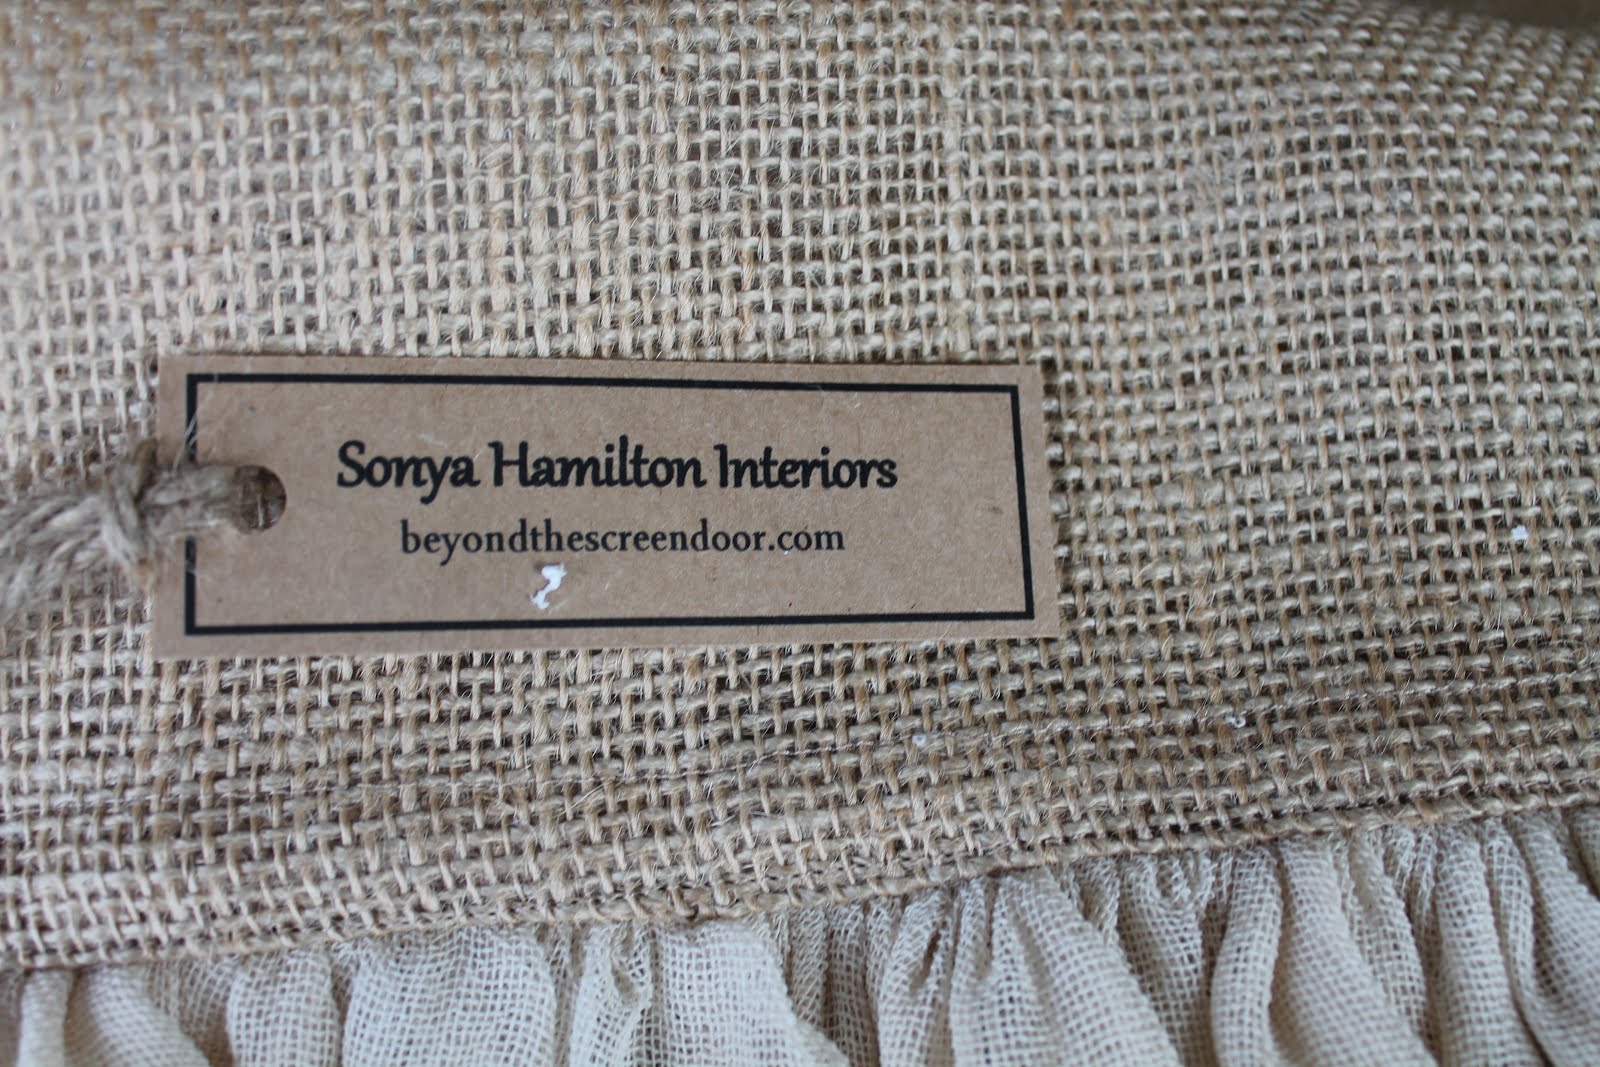 Sonya Hamilton Interiors
beyondthescreendoor.com